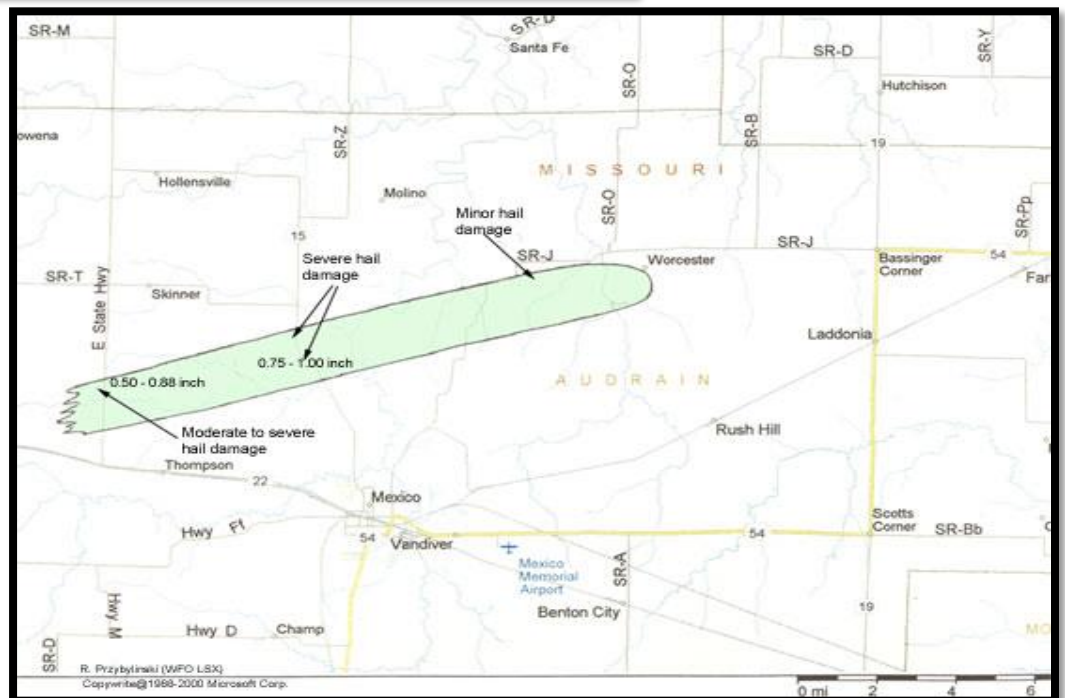 SR-M
SR-D
Santa Fe
SR-D
SR-Y
SR-O
Hutchison
owena
SR-Z
SR-B
19
MISSOURI
Hollensville
Molino
SR-O
SR-Pp
Minor hail
damage
15
SR-J
SR-J
54
Severe hail
damage
Worcester
Bassinger
Corner
SR-T
Far
Skinner
E State Hwy
Laddonia
0.75 - 1.00 inch
0.50 - 0.88 inch
AUDRAIN
Moderate to severe
hail damage
Rush Hill
Thompson
22
Mexico
Scotts
Corner
Hwy Ff
54
Vandiver
54
SR-Bb
Mexico
Memorial
Airport
SR-A
Hwy M
Benton City
19
Hwy D
Champ
MO
SR-D
R. Przybylinski (WFO LSX)
Copywrite@1988-2000 Microsoft Corp.
0 mi 2 4 6